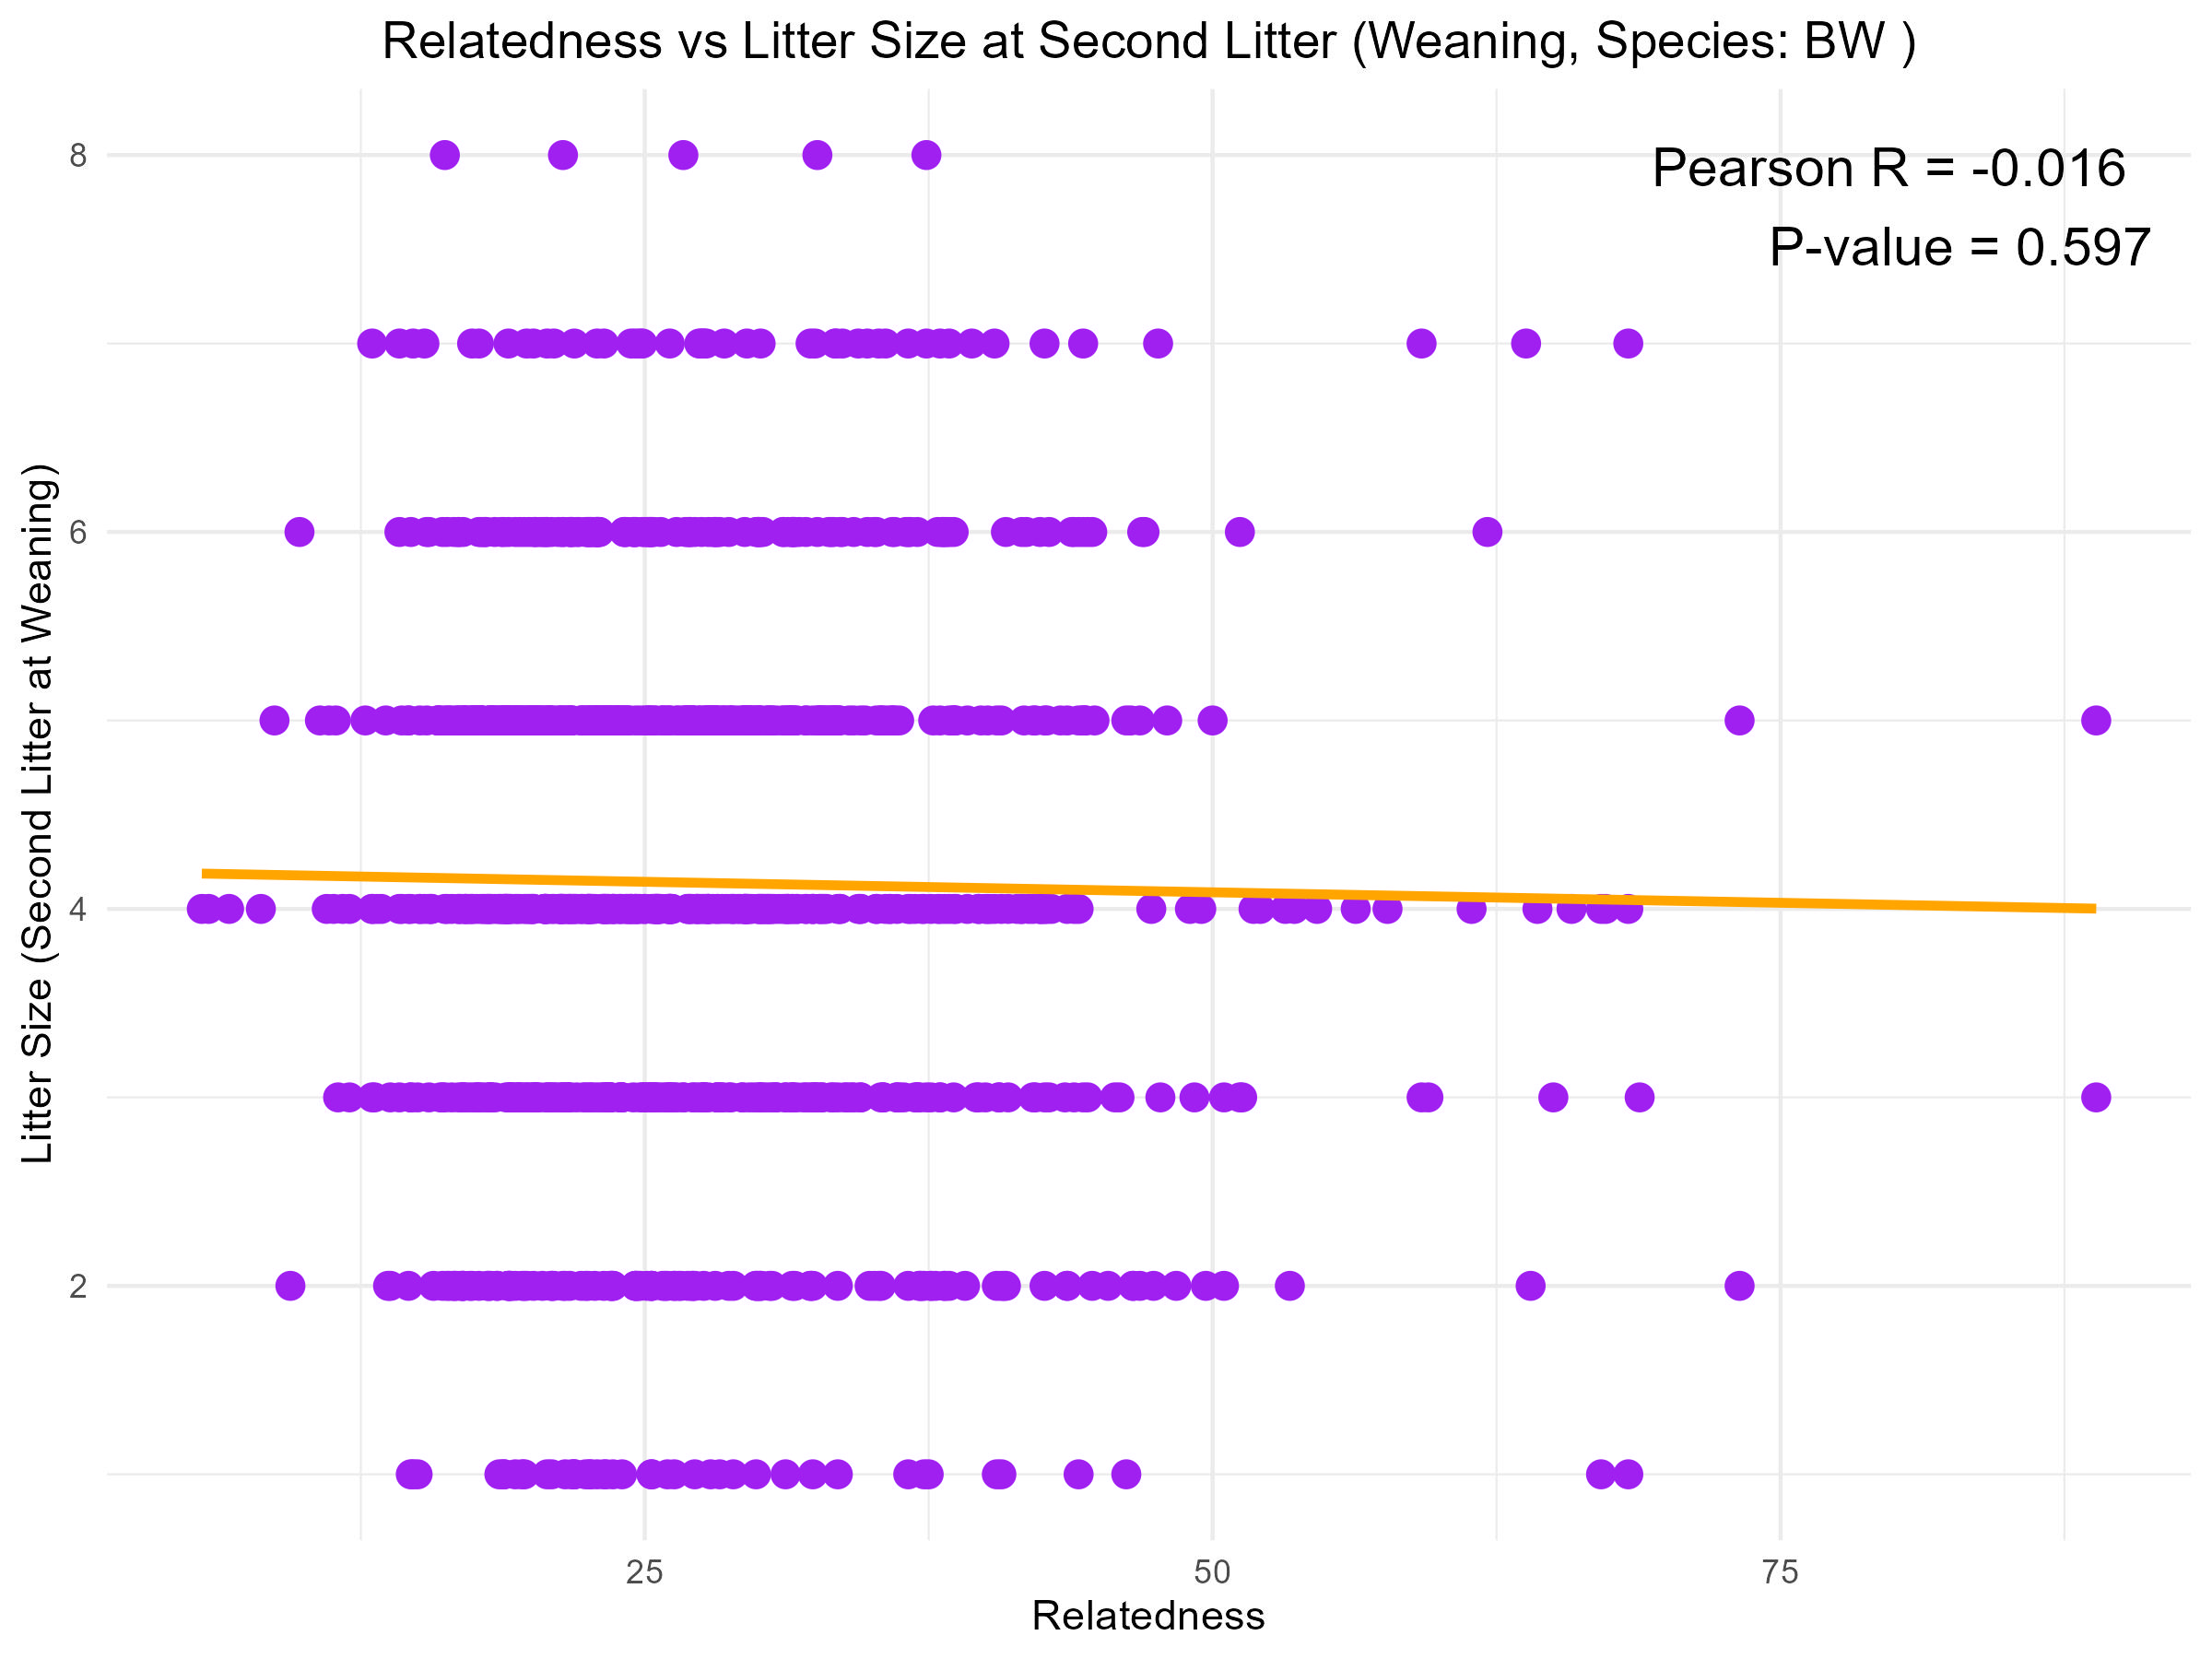 Relatedness vs Litter Size at Second Litter (Weaning, Species: BW )
Pearson R = -0.016
P-value = 0.597
Litter Size (Second Litter at Weaning)
8
6
4
2
25
50
75
Relatedness